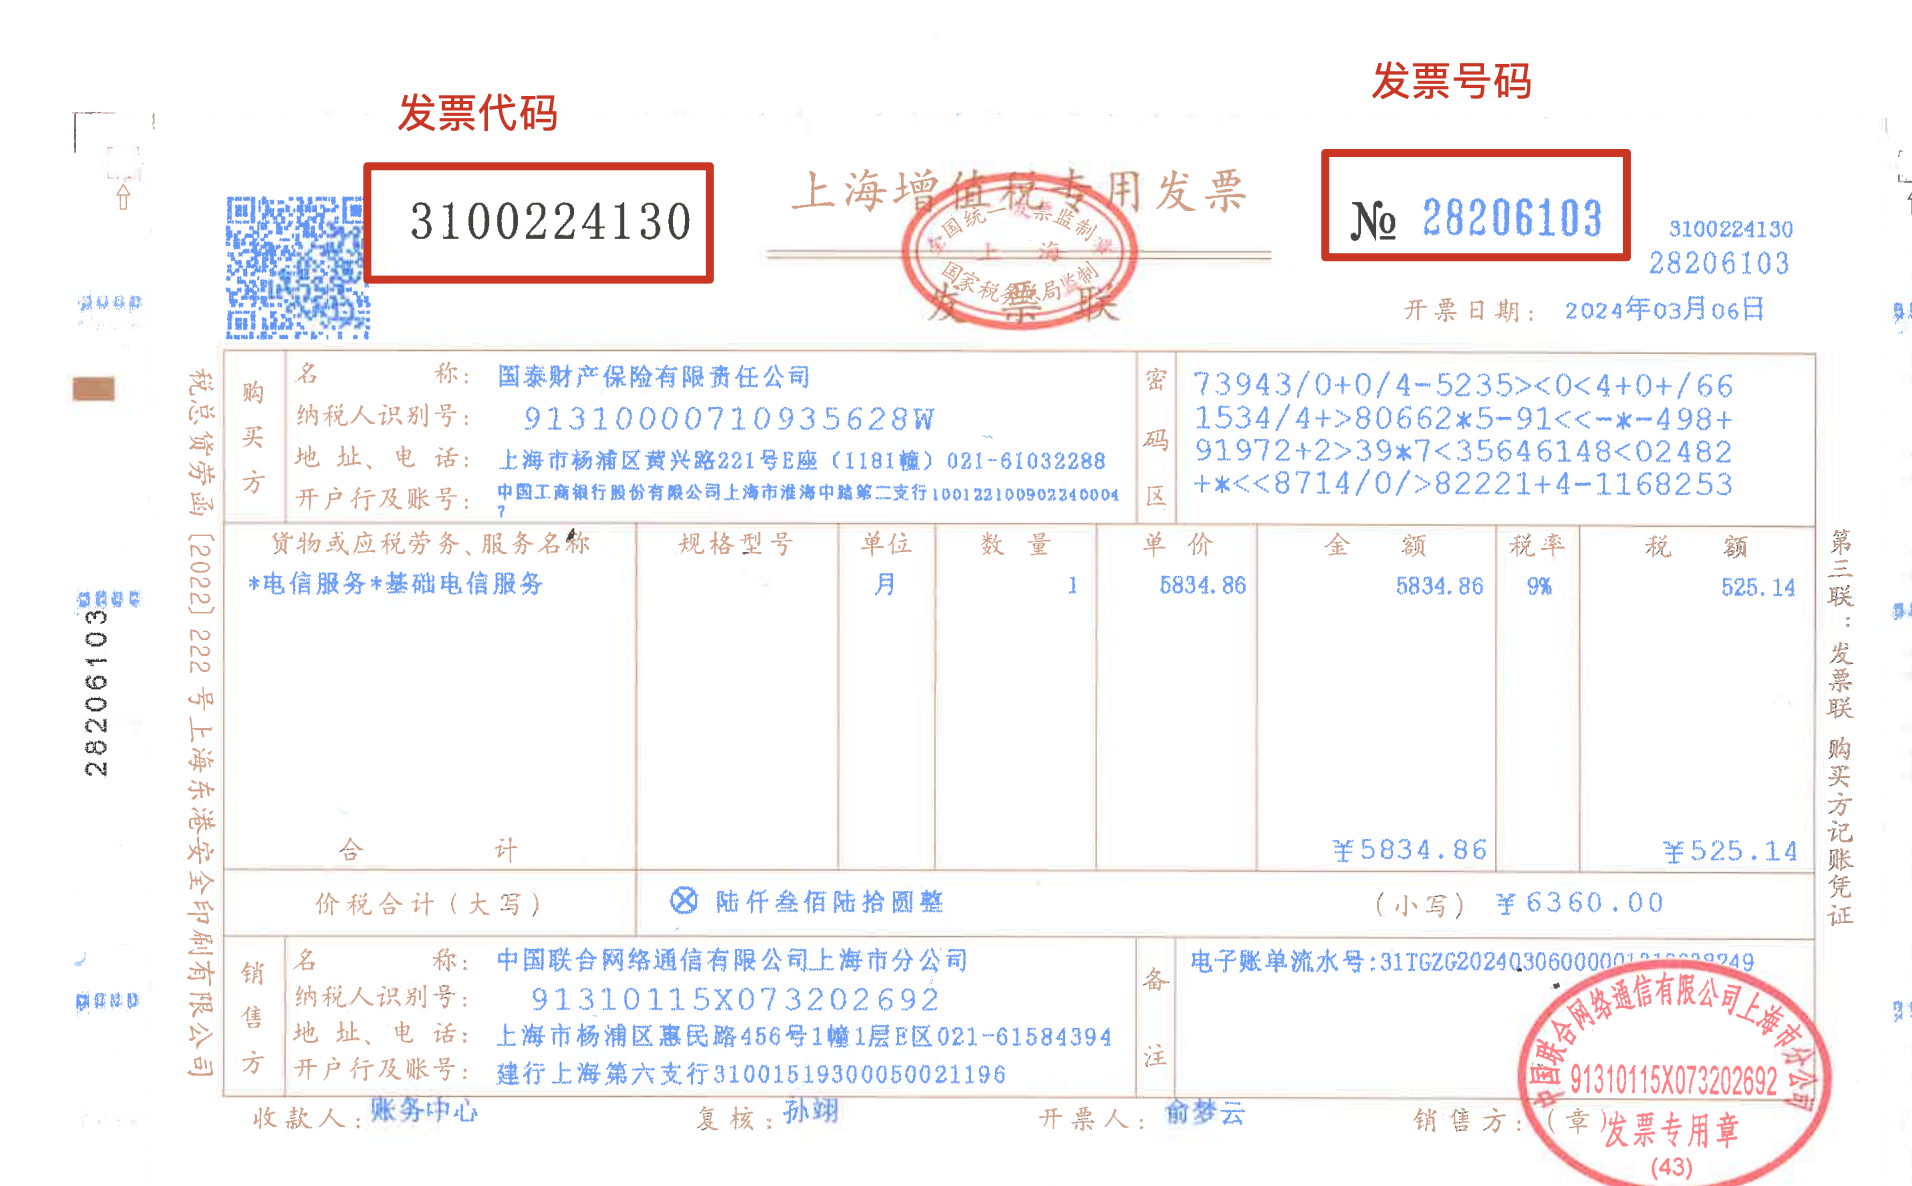 发票代码
发票号码
3100224130
上海增值税专用发票
№ 28206103
3100224130
28206103
全国统一发票监制章
上海
国家税务总局监制
发票联
开票日期: 2024年03月06日
购买方
名称: 国泰财产保险有限责任公司
纳税人识别号: 91310000710935628W
地址、电话: 上海市杨浦区黄兴路221号E座（1181幢）021-61032288
开户行及账号: 中国工商银行股份有限公司上海市淮海中路第二支行100122100902240004
7
密码区
73943/0+0/4-5235><0<4+0+/66
1534/4+>80662*5-91<<-*-498+
91972+2>39*7<35646148<02482
+*<<8714/0/>82221+4-1168253
货物或应税劳务、服务名称 规格型号 单位 数量 单价 金额 税率 税额
*电信服务*基础电信服务 月 1 5834.86 5834.86 9% 525.14
合计 ¥5834.86 ¥525.14
价税合计(大写) ⊗ 陆仟叁佰陆拾圆整 (小写) ¥6360.00
销售方
名称: 中国联合网络通信有限公司上海市分公司
纳税人识别号: 91310115X073202692
地址、电话: 上海市杨浦区惠民路456号1幢1层E区021-61584394
开户行及账号: 建行上海第六支行31001519300050021196
备注
电子账单流水号:31TGZG2024030600000
收款人: 账务中心 复核: 孙翊 开票人: 俞梦云 销售方: (章)
中国联合网络通信有限公司上海市分公司
91310115X073202692
发票专用章
(43)
税总货劳函〔2022〕222号上海东港安全印刷有限公司
28206103
第三联:发票联 购买方记账凭证